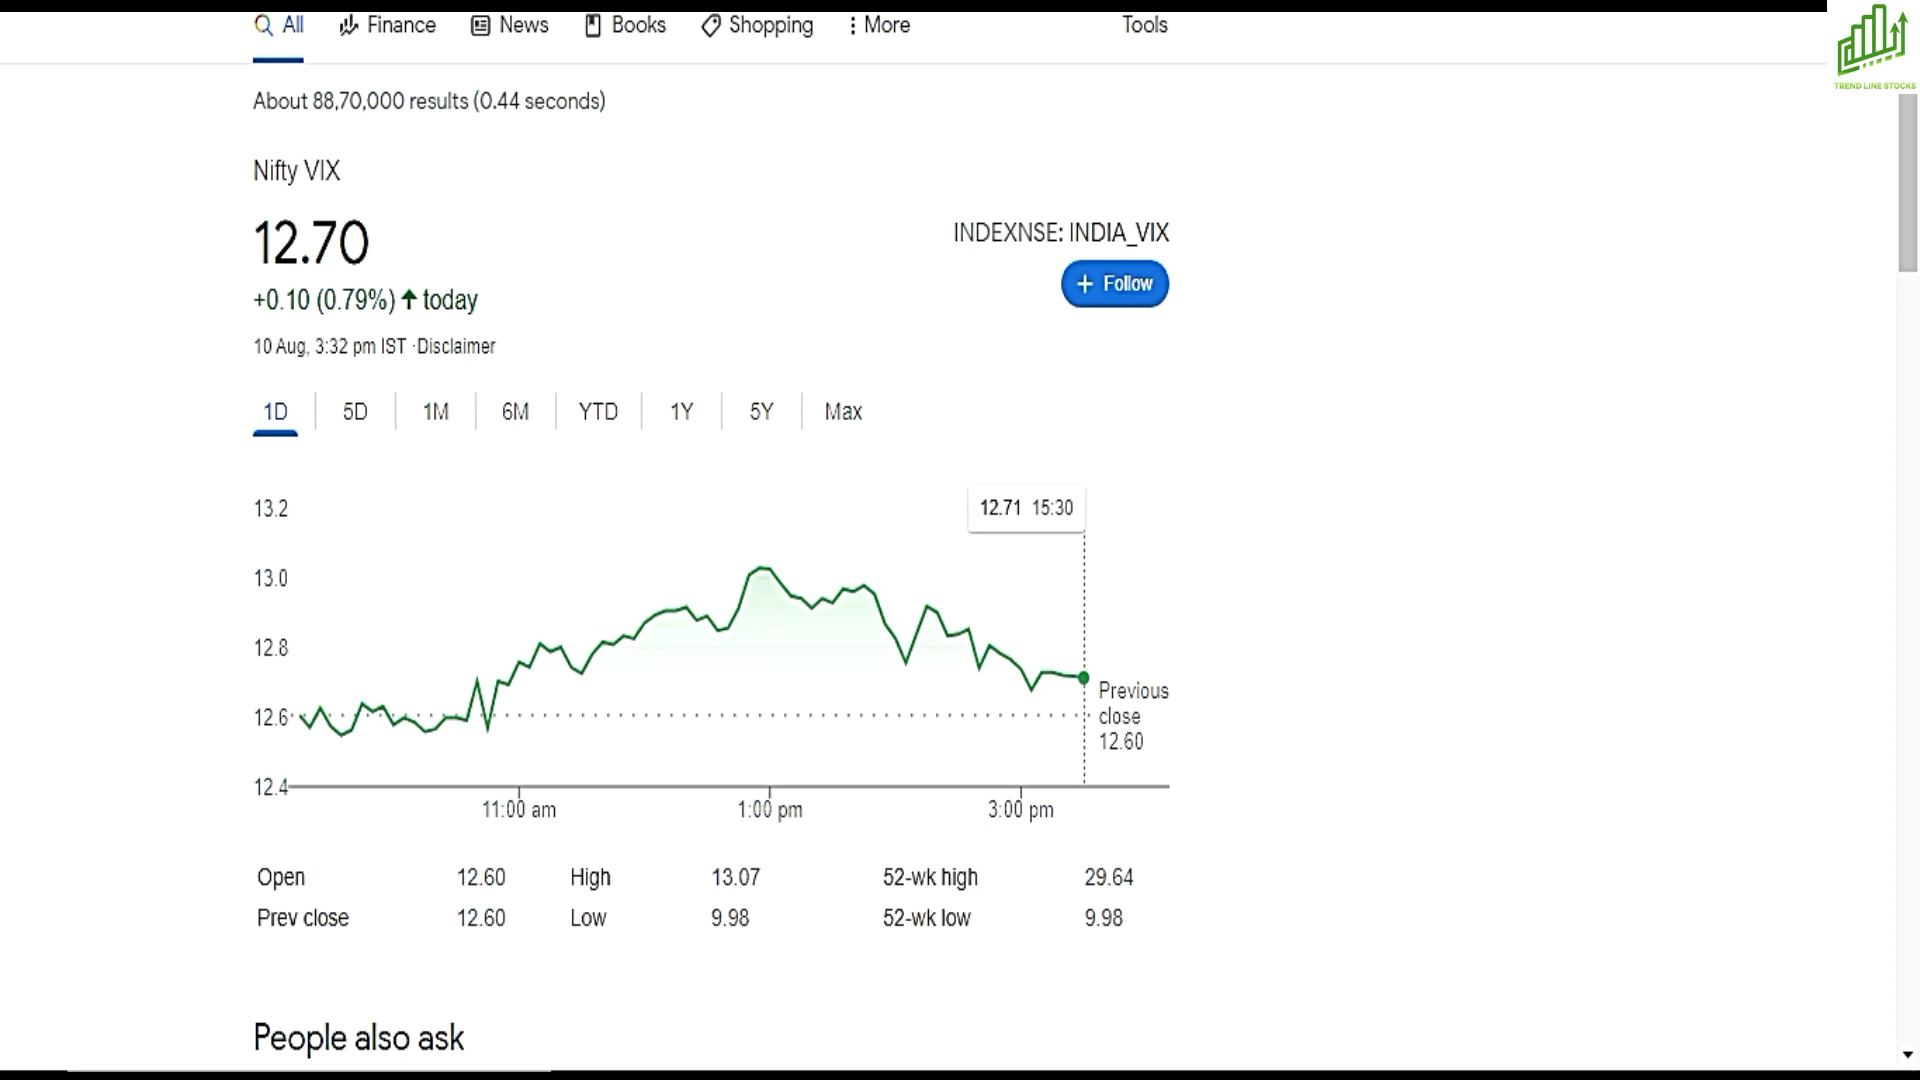 All Finance News Books Shopping More Tools
TREND LINE STOCKS
About 88,70,000 results (0.44 seconds)
Nifty VIX
12.70
INDEXNSE: INDIA_VIX
+ Follow
+0.10 (0.79%) ↑ today
10 Aug, 3:32 pm IST ·Disclaimer
1D 5D 1M 6M YTD 1Y 5Y Max
13.2
12.71 15:30
13.0
12.8
12.6
Previous
close
12.60
12.4
11:00 am 1:00 pm 3:00 pm
Open 12.60 High 13.07 52-wk high 29.64
Prev close 12.60 Low 9.98 52-wk low 9.98
People also ask